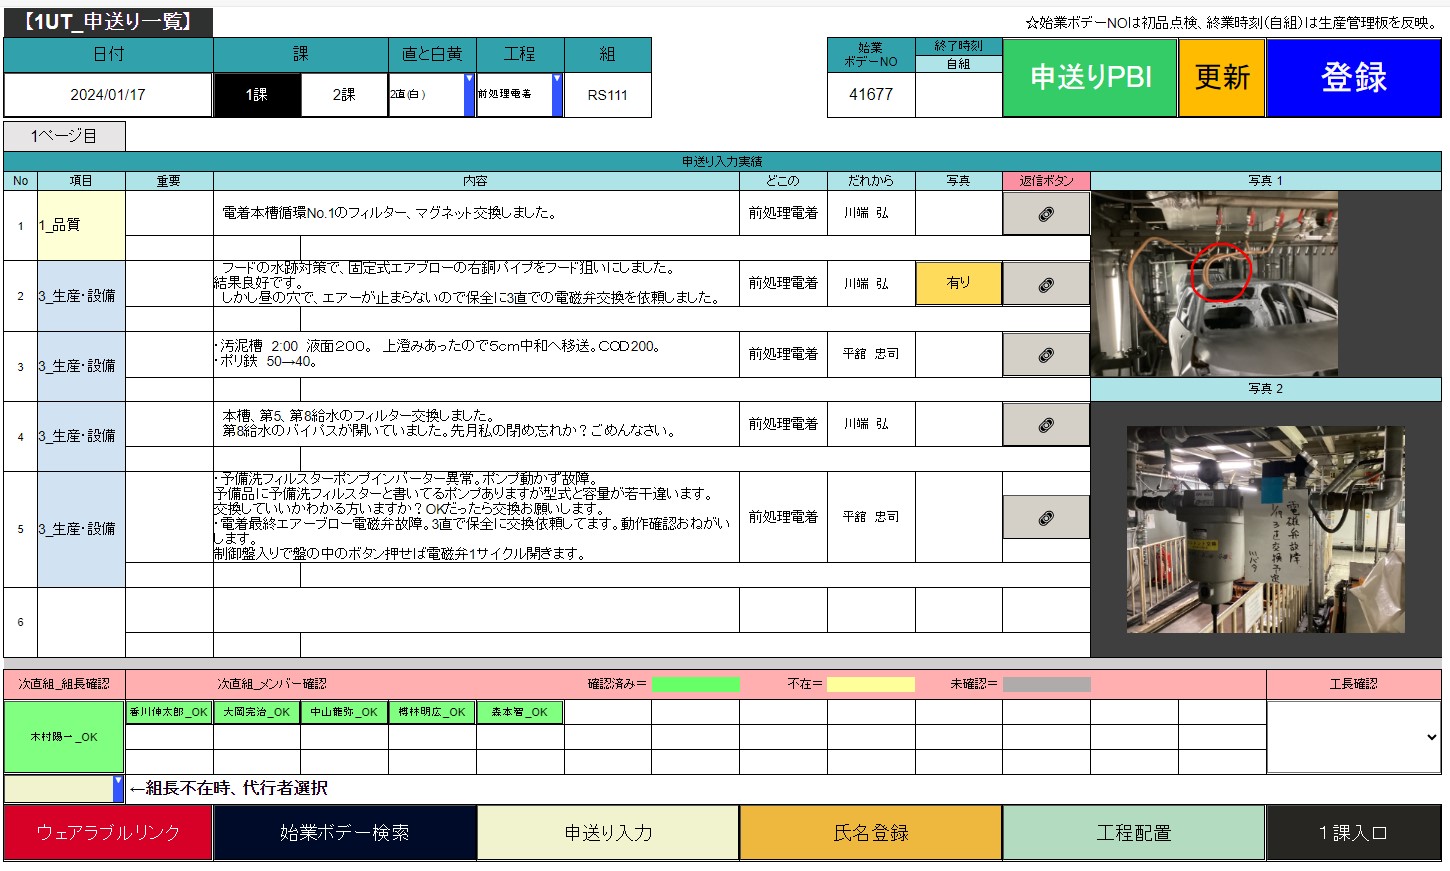 【1UT_申送り一覧】
☆始業ボデーNOIは初品点検、終業時刻(自組)は生産管理板を反映。
日付 課 直と白黄 工程 組
2024/01/17 1課 2課 2直(白) 前処理電着 RS111
始業
ボデーNO
終了時刻
自組
41677
申送りPBI 更新 登録
1ページ目
申送り入力実績
No 項目 重要 内容 どこの だれから 写真 返信ボタン 写真 1
1 1_品質 電着本槽循環No.1のフィルター、マグネット交換しました。 前処理電着 川端 弘
2 3_生産・設備 フードの水跡対策で、固定式エアブローの右銅パイプをフード狙いにしました。
結果良好です。
しかし昼の穴で、エアーが止まらないので保全に3直での電磁弁交換を依頼しました。
前処理電着 川端 弘 有り
3 3_生産・設備 ・汚泥槽 2:00 液面200。 上澄みあったので5cm中和へ移送。COD200。
・ポリ鉄 50→40。
前処理電着 平舘 忠司
写真 2
4 3_生産・設備 本槽、第5、第8給水のフィルター交換しました。
第8給水のバイパスが開いていました。先月私の閉め忘れか？ごめんなさい。
前処理電着 川端 弘
5 3_生産・設備 ・予備洗フィルスターポンプインバーター異常。ポンプ動かず故障。
予備品に予備洗フィルスターと書いてるポンプありますが型式と容量が若干違います。
交換していいかわかる方いますか？OKだったら交換お願いします。
・電着最終エアーブロー電磁弁故障。3直で保全に交換依頼してます。動作確認おねがい
します。
制御盤入りで盤の中のボタン押せば電磁弁1サイクル開きます。
前処理電着 平舘 忠司
電磁弁故障
1/19 3直交換予定
川バタ
6
次直組_組長確認 次直組_メンバー確認 確認済み＝ 不在＝ 未確認＝ 工長確認
木村陽一_OK 香川伸太郎_OK 大岡完治_OK 中山龍弥_OK 樽林明広_OK 森本智_OK
←組長不在時、代行者選択
ウェアラブルリンク 始業ボデー検索 申送り入力 氏名登録 工程配置 １課入口